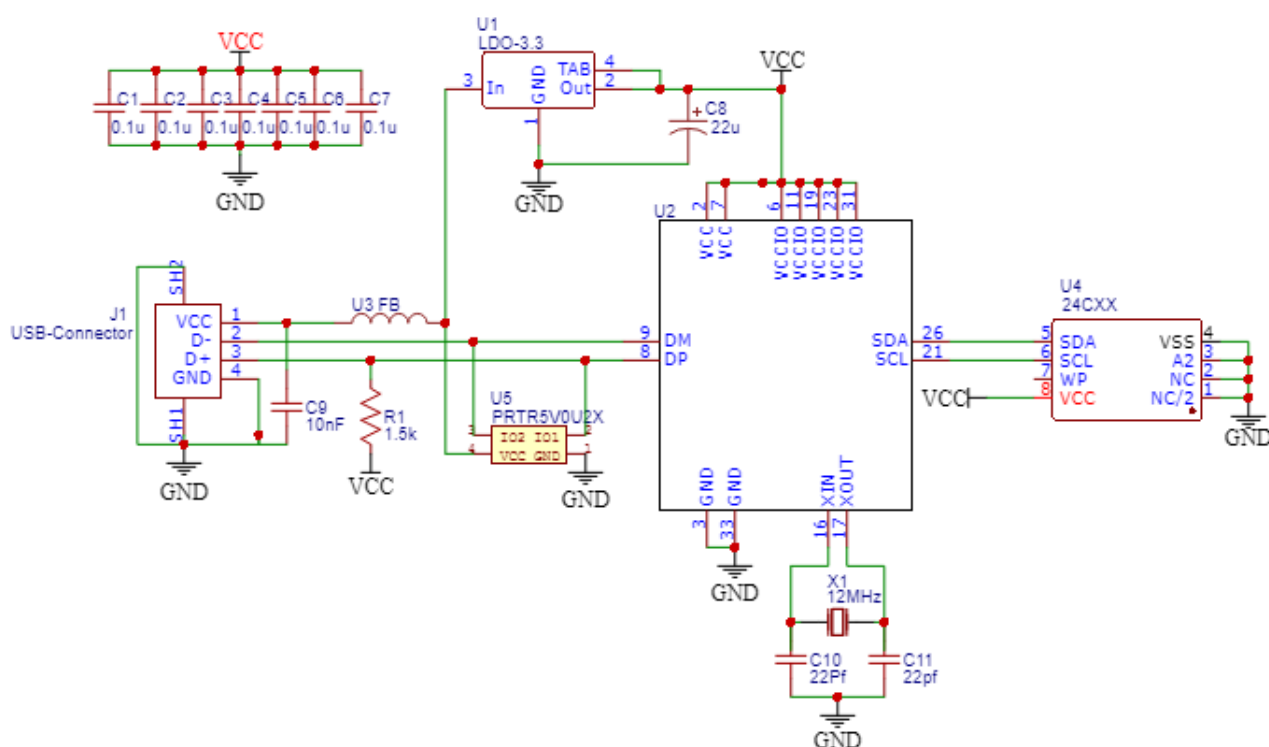 VCC
C1
0.1u
C2
0.1u
C3
0.1u
C4
0.1u
C5
0.1u
C6
0.1u
C7
0.1u
GND
U1
LDO-3.3
3
In
GND
1
TAB
Out
4
2
C8
+
22u
GND
VCC
U2
2
7
6
11
19
23
31
VCC
VCC
VCCIO
VCCIO
VCCIO
VCCIO
VCCIO
J1
USB-Connector
SH2
VCC
D-
D+
GND
1
2
3
4
SH1
GND
U3 FB
C9
10nF
R1
1.5k
VCC
U5
PRTR5V0U2X
3
IO2
IO1
2
4
VCC
GND
1
GND
9
DM
8
DP
SDA
26
SCL
21
GND
GND
3
33
GND
XIN
XOUT
16
17
X1
12MHz
C10
22Pf
C11
22pf
GND
U4
24CXX
5
SDA
6
SCL
7
WP
8
VCC
VCC
VSS
4
A2
3
NC
2
NC/2
1
GND